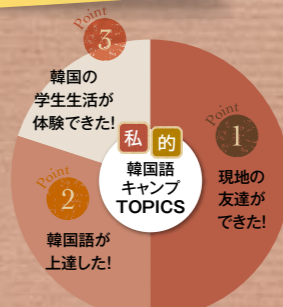 Point
3
韓国の
学生生活が
体験できた!
私的
韓国語
キャンプ
TOPICS
Point
1
現地の
友達が
できた!
Point
2
韓国語が
上達した!